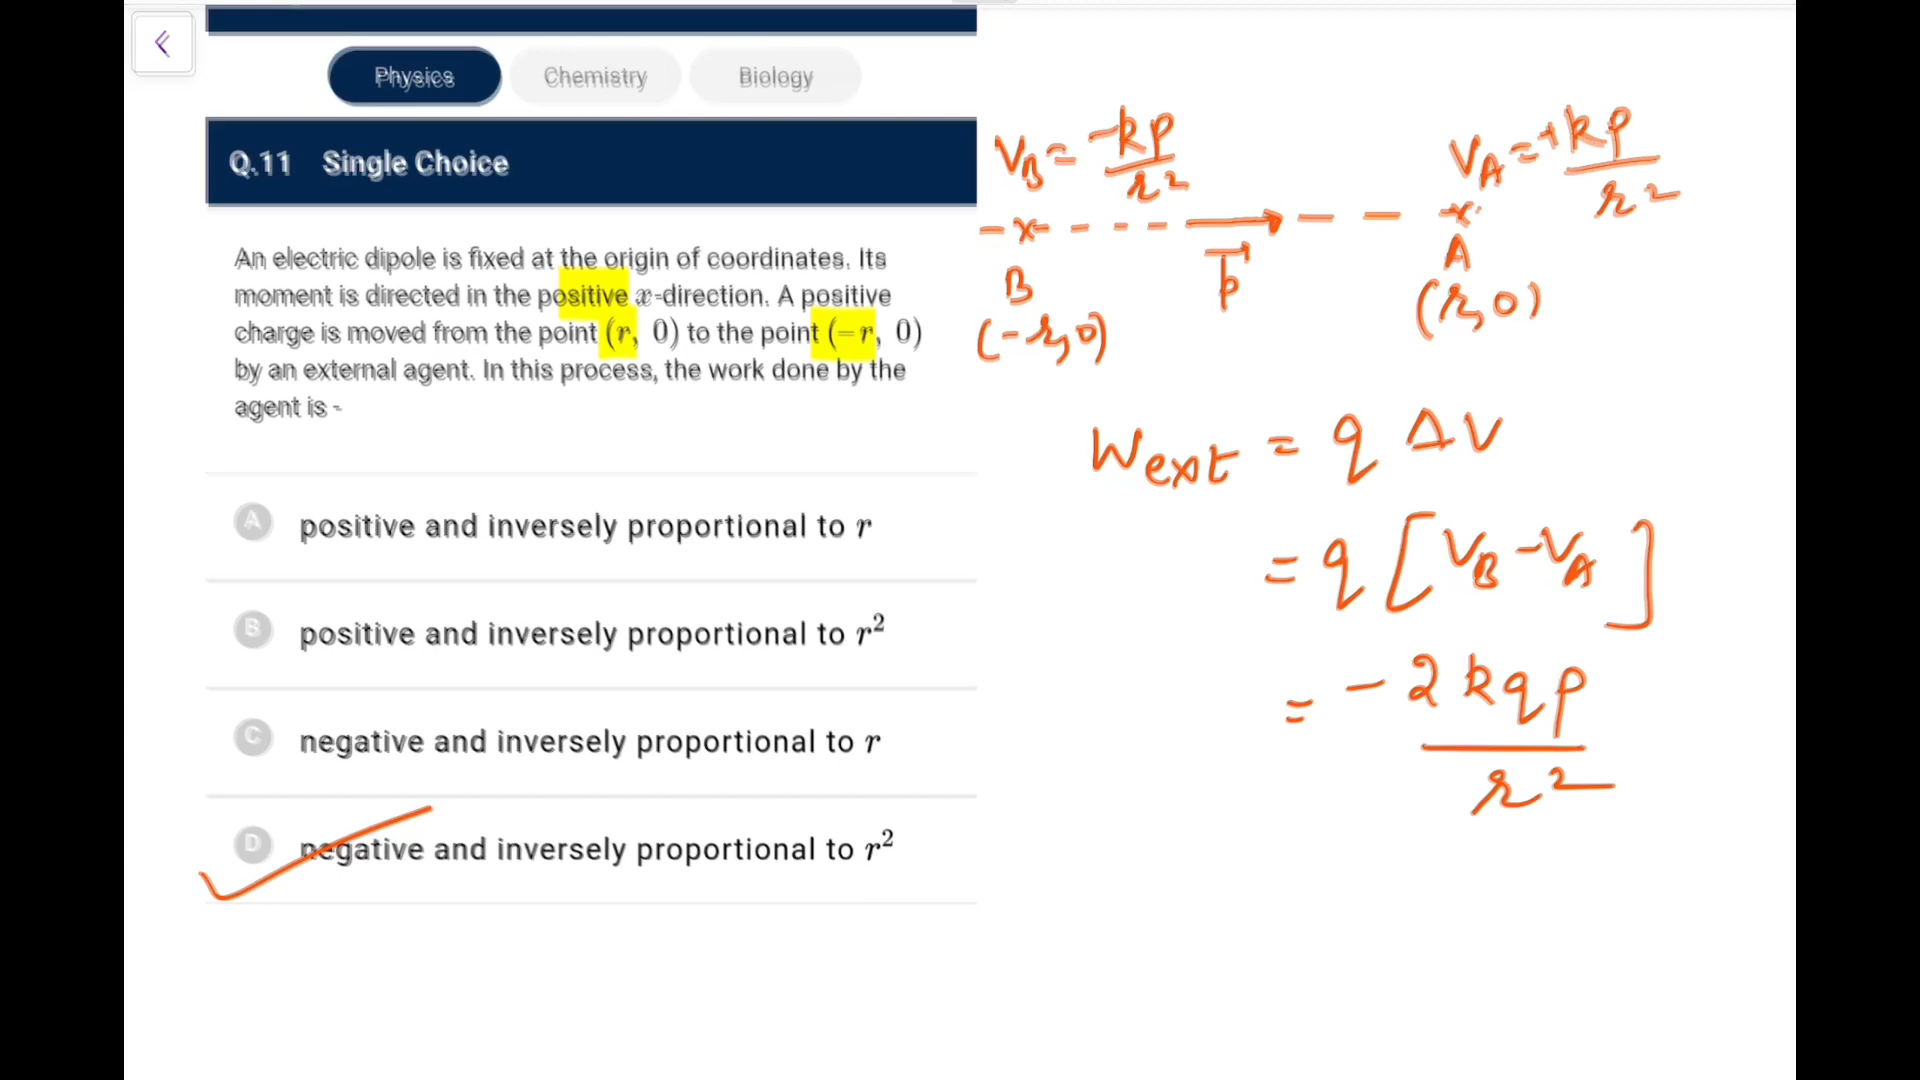 Physics Chemistry Biology
Q.11 Single Choice
An electric dipole is fixed at the origin of coordinates. Its
moment is directed in the positive x-direction. A positive
charge is moved from the point (r, 0) to the point (−r, 0)
by an external agent. In this process, the work done by the
agent is -
A positive and inversely proportional to r
B positive and inversely proportional to r²
C negative and inversely proportional to r
D negative and inversely proportional to r²
V_B = -kp/r²
V_A = +kp/r²
B
(-r,0)
p⃗
A
(r,0)
W_ext = q ΔV
= q [V_B - V_A]
= -2kqp/r²